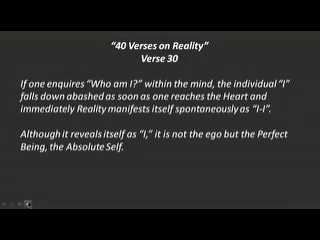 “40 Verses on Reality”
Verse 30
If one enquires “Who am I?” within the mind, the individual “I”
falls down abashed as soon as one reaches the Heart and
immediately Reality manifests itself spontaneously as “I-I”.
Although it reveals itself as “I,” it is not the ego but the Perfect
Being, the Absolute Self.